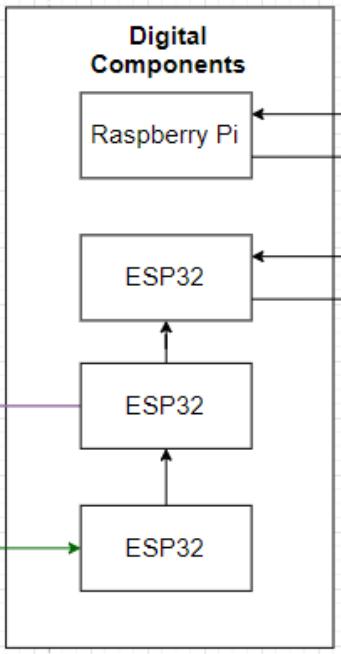 Digital
Components
Raspberry Pi
ESP32
ESP32
ESP32